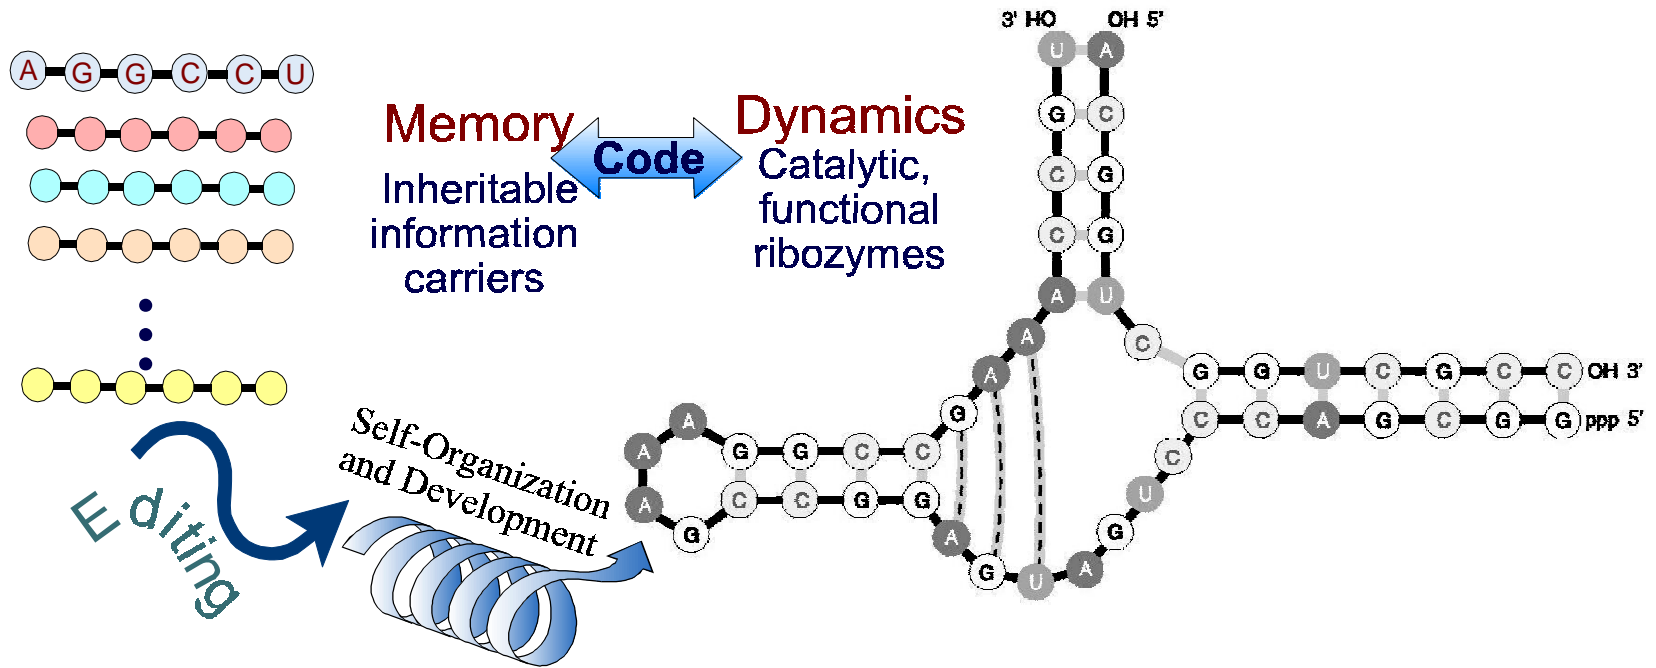 3' HO OH 5'
A G G C C U
U A
G C
C G
C G
A U
Memory
Code
Dynamics
Inheritable
information
carriers
Catalytic,
functional
ribozymes
A C
A G G U C G C C OH 3'
G C C A G C G G ppp 5'
A A G G C C G
A G C C G G A G U A G U C
Self-Organization
and Development
Editing